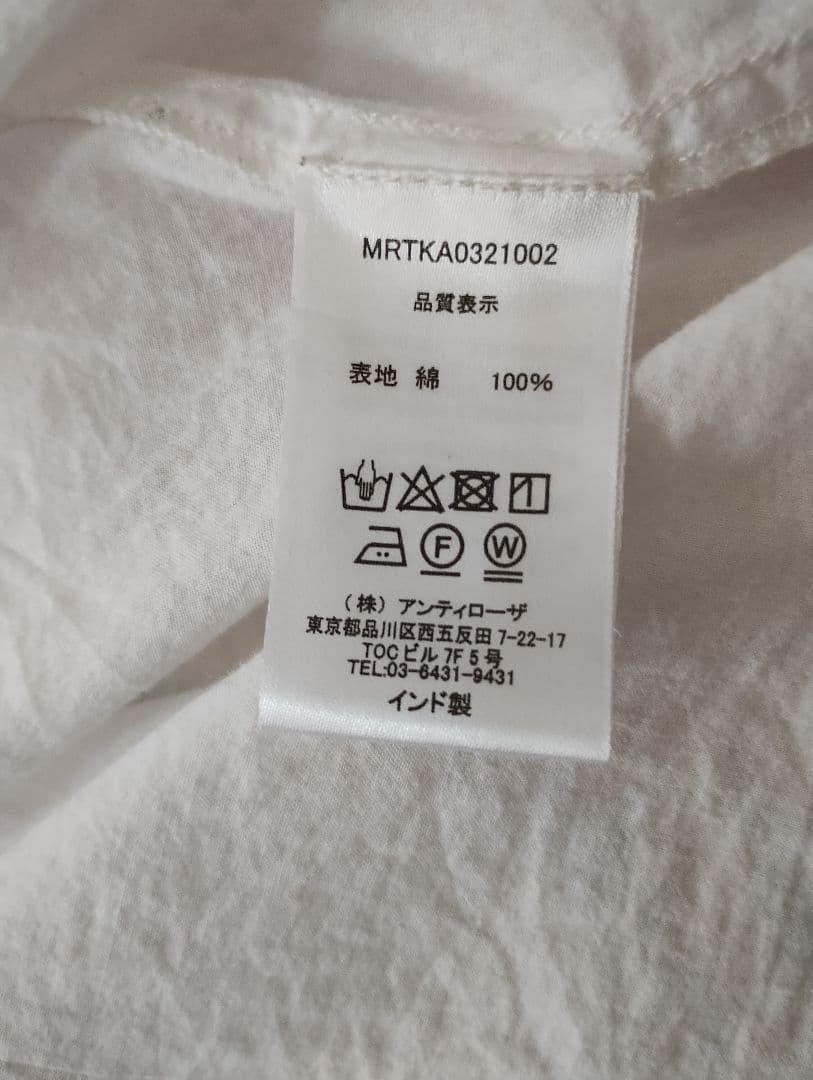 MRTKA0321002
品質表示
表地 綿 100%
F W
(株) アンティローザ
東京都品川区西五反田 7-22-17
TOCビル 7F 5号
TEL:03-6431-9431
インド製